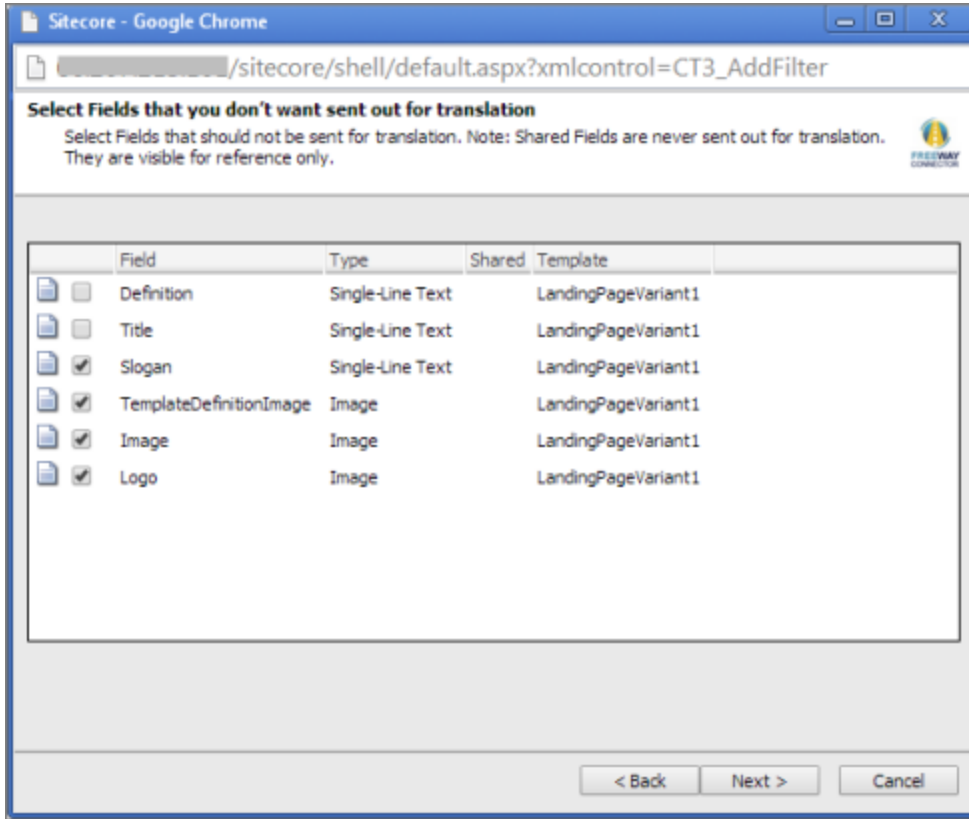 Sitecore - Google Chrome
/sitecore/shell/default.aspx?xmlcontrol=CT3_AddFilter
Select Fields that you don't want sent out for translation
Select Fields that should not be sent for translation. Note: Shared Fields are never sent out for translation.
They are visible for reference only.
FREEWAY
CONNECTOR
Field Type Shared Template
Definition Single-Line Text LandingPageVariant1
Title Single-Line Text LandingPageVariant1
Slogan Single-Line Text LandingPageVariant1
TemplateDefinitionImage Image LandingPageVariant1
Image Image LandingPageVariant1
Logo Image LandingPageVariant1
< Back Next > Cancel